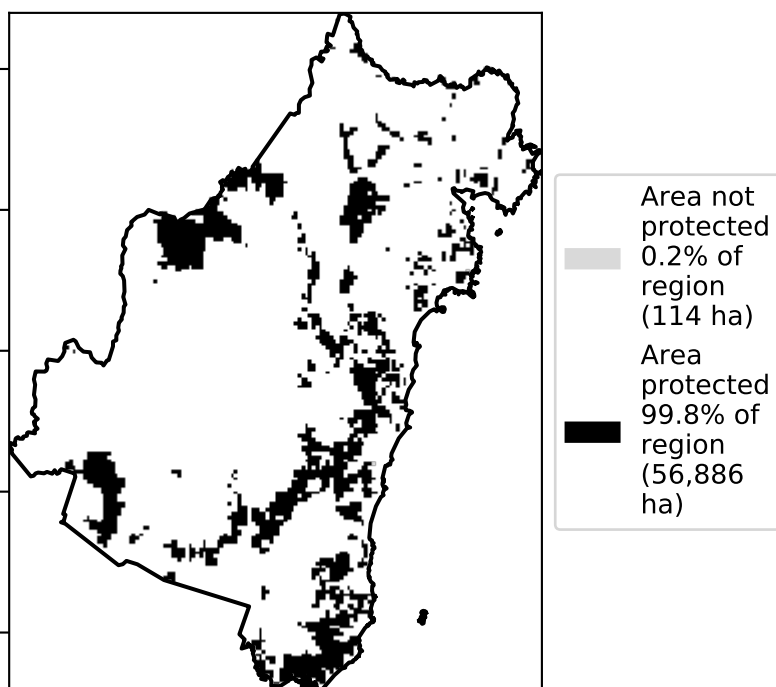 Area not
protected
0.2% of
region
(114 ha)
Area
protected
99.8% of
region
(56,886
ha)